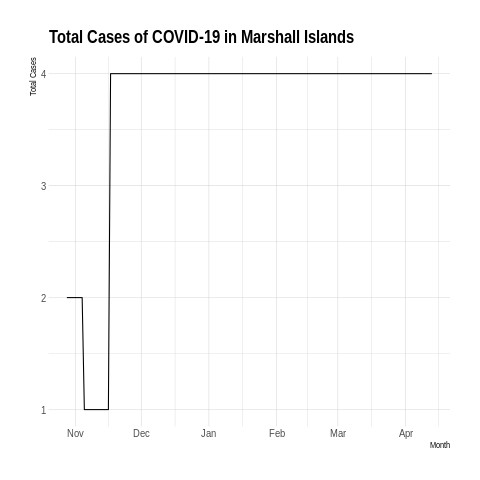 Total Cases of COVID-19 in Marshall Islands
Total Cases
4
3
2
1
Nov Dec Jan Feb Mar Apr
Month